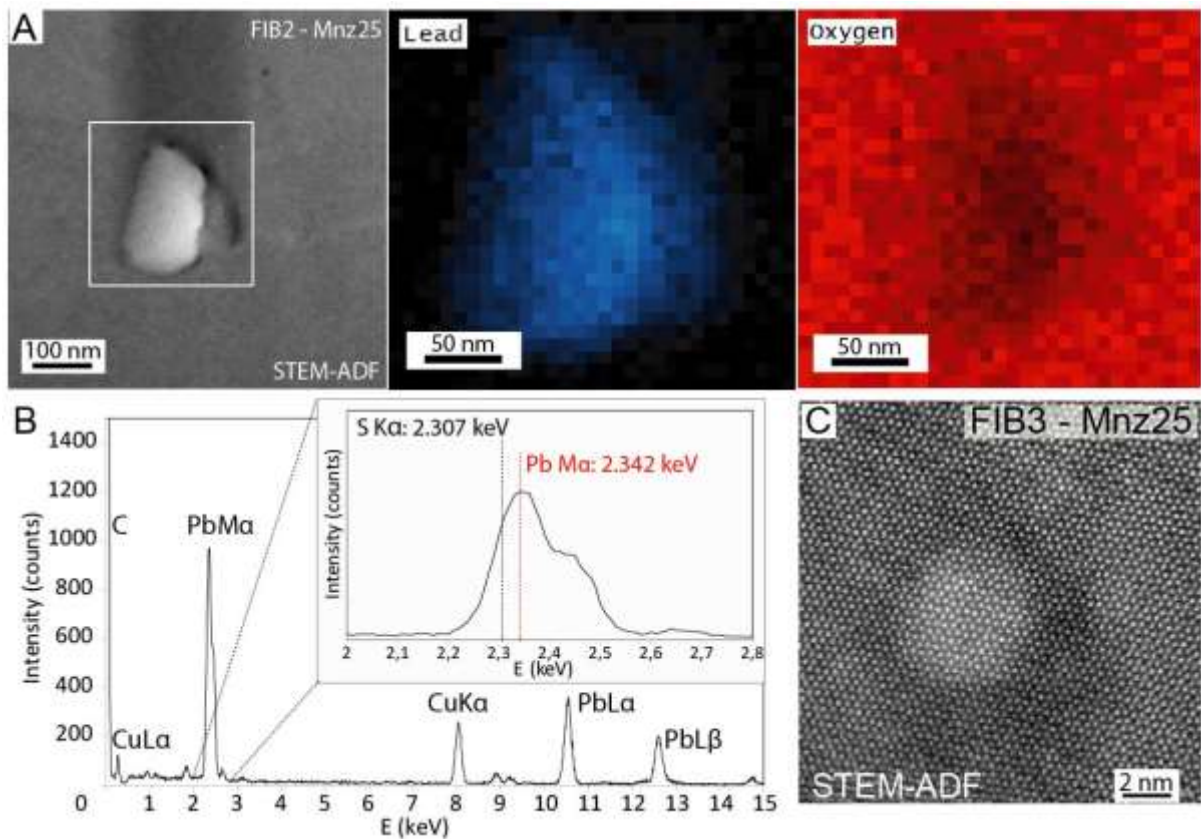 A
FIB2 - Mnz25
100 nm
STEM-ADF
Lead
50 nm
Oxygen
50 nm
B
1400
1200
1000
800
600
400
200
0
Intensity (counts)
C
PbMα
CuLα
CuKα
PbLα
PbLβ
1 2 3 4 5 6 7 8 9 10 11 12 13 14 15
E (keV)
S Kα: 2.307 keV
Pb Mα: 2.342 keV
Intensity (counts)
2 2,1 2,2 2,3 2,4 2,5 2,6 2,7 2,8
E (keV)
C
FIB3 - Mnz25
STEM-ADF
2 nm